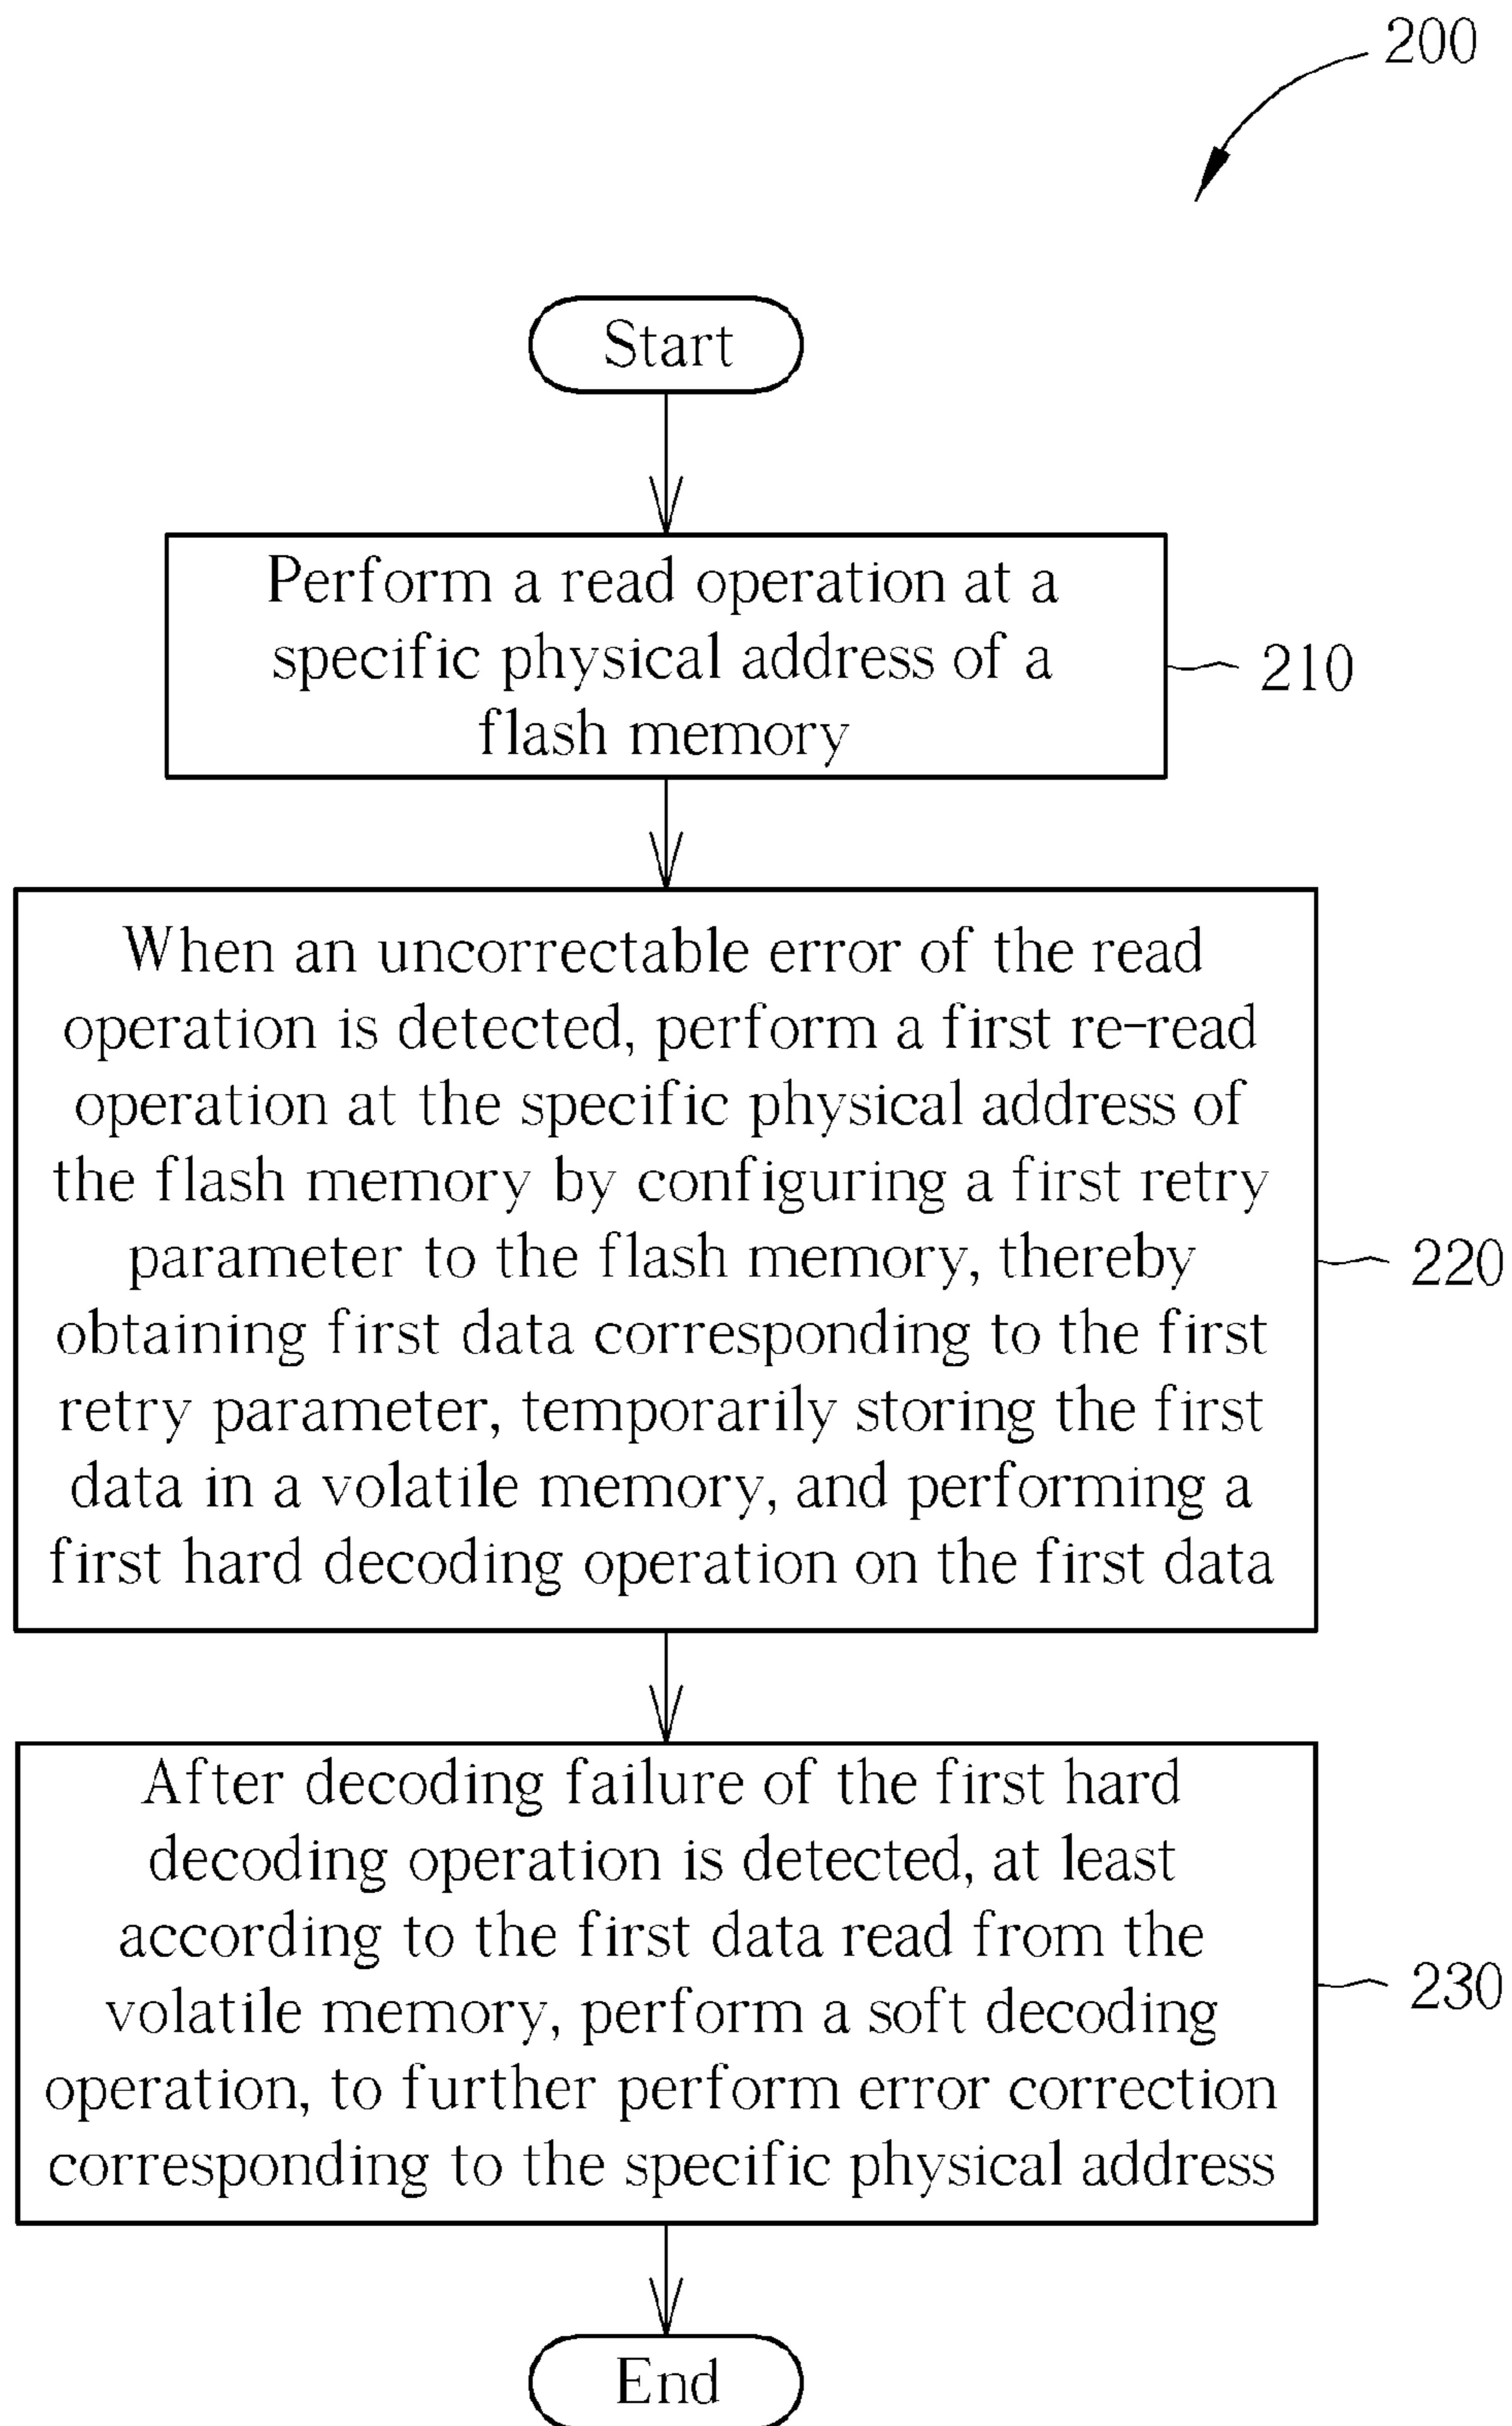 200
Start
Perform a read operation at a
specific physical address of a
flash memory
210
When an uncorrectable error of the read
operation is detected, perform a first re-read
operation at the specific physical address of
the flash memory by configuring a first retry
parameter to the flash memory, thereby
obtaining first data corresponding to the first
retry parameter, temporarily storing the first
data in a volatile memory, and performing a
first hard decoding operation on the first data
220
After decoding failure of the first hard
decoding operation is detected, at least
according to the first data read from the
volatile memory, perform a soft decoding
operation, to further perform error correction
corresponding to the specific physical address
230
End